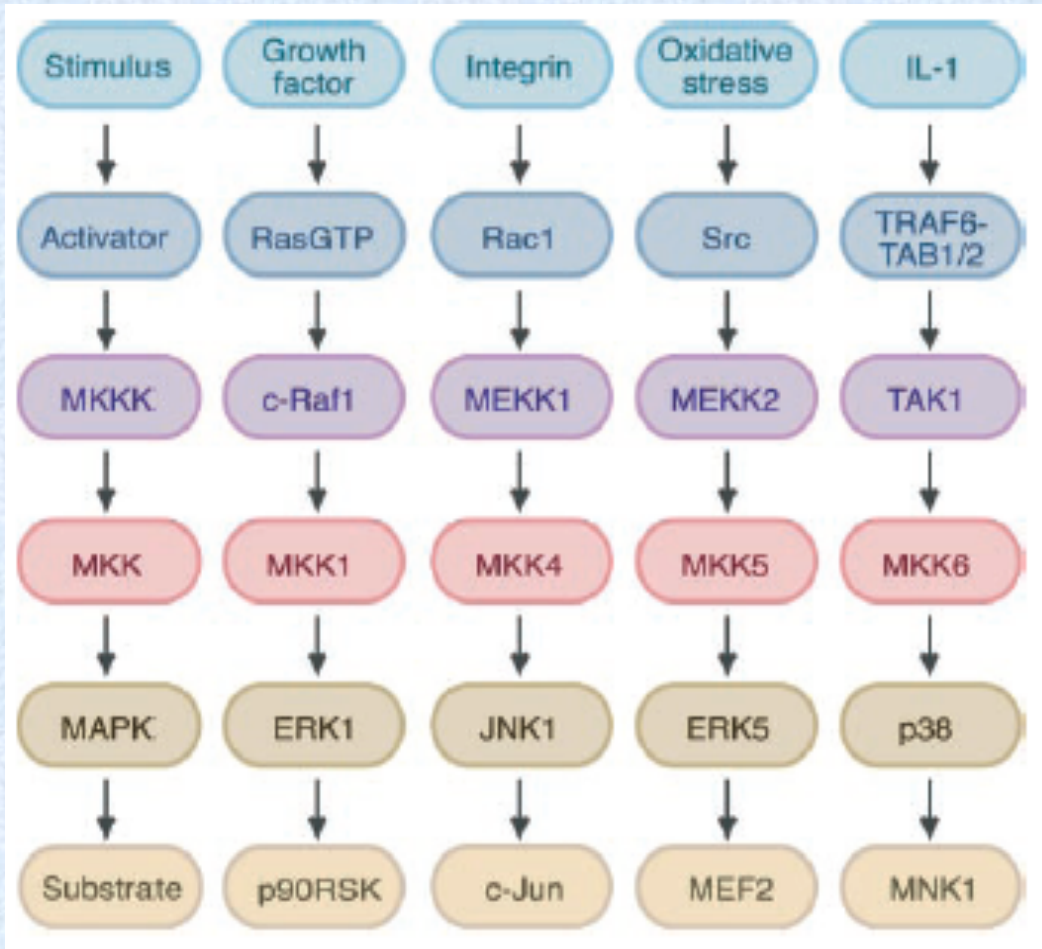 Stimulus
Growth
factor
Integrin
Oxidative
stress
IL-1
Activator
RasGTP
Rac1
Src
TRAF6-
TAB1/2
MKKK
c-Raf1
MEKK1
MEKK2
TAK1
MKK
MKK1
MKK4
MKK5
MKK6
MAPK
ERK1
JNK1
ERK5
p38
Substrate
p90RSK
c-Jun
MEF2
MNK1